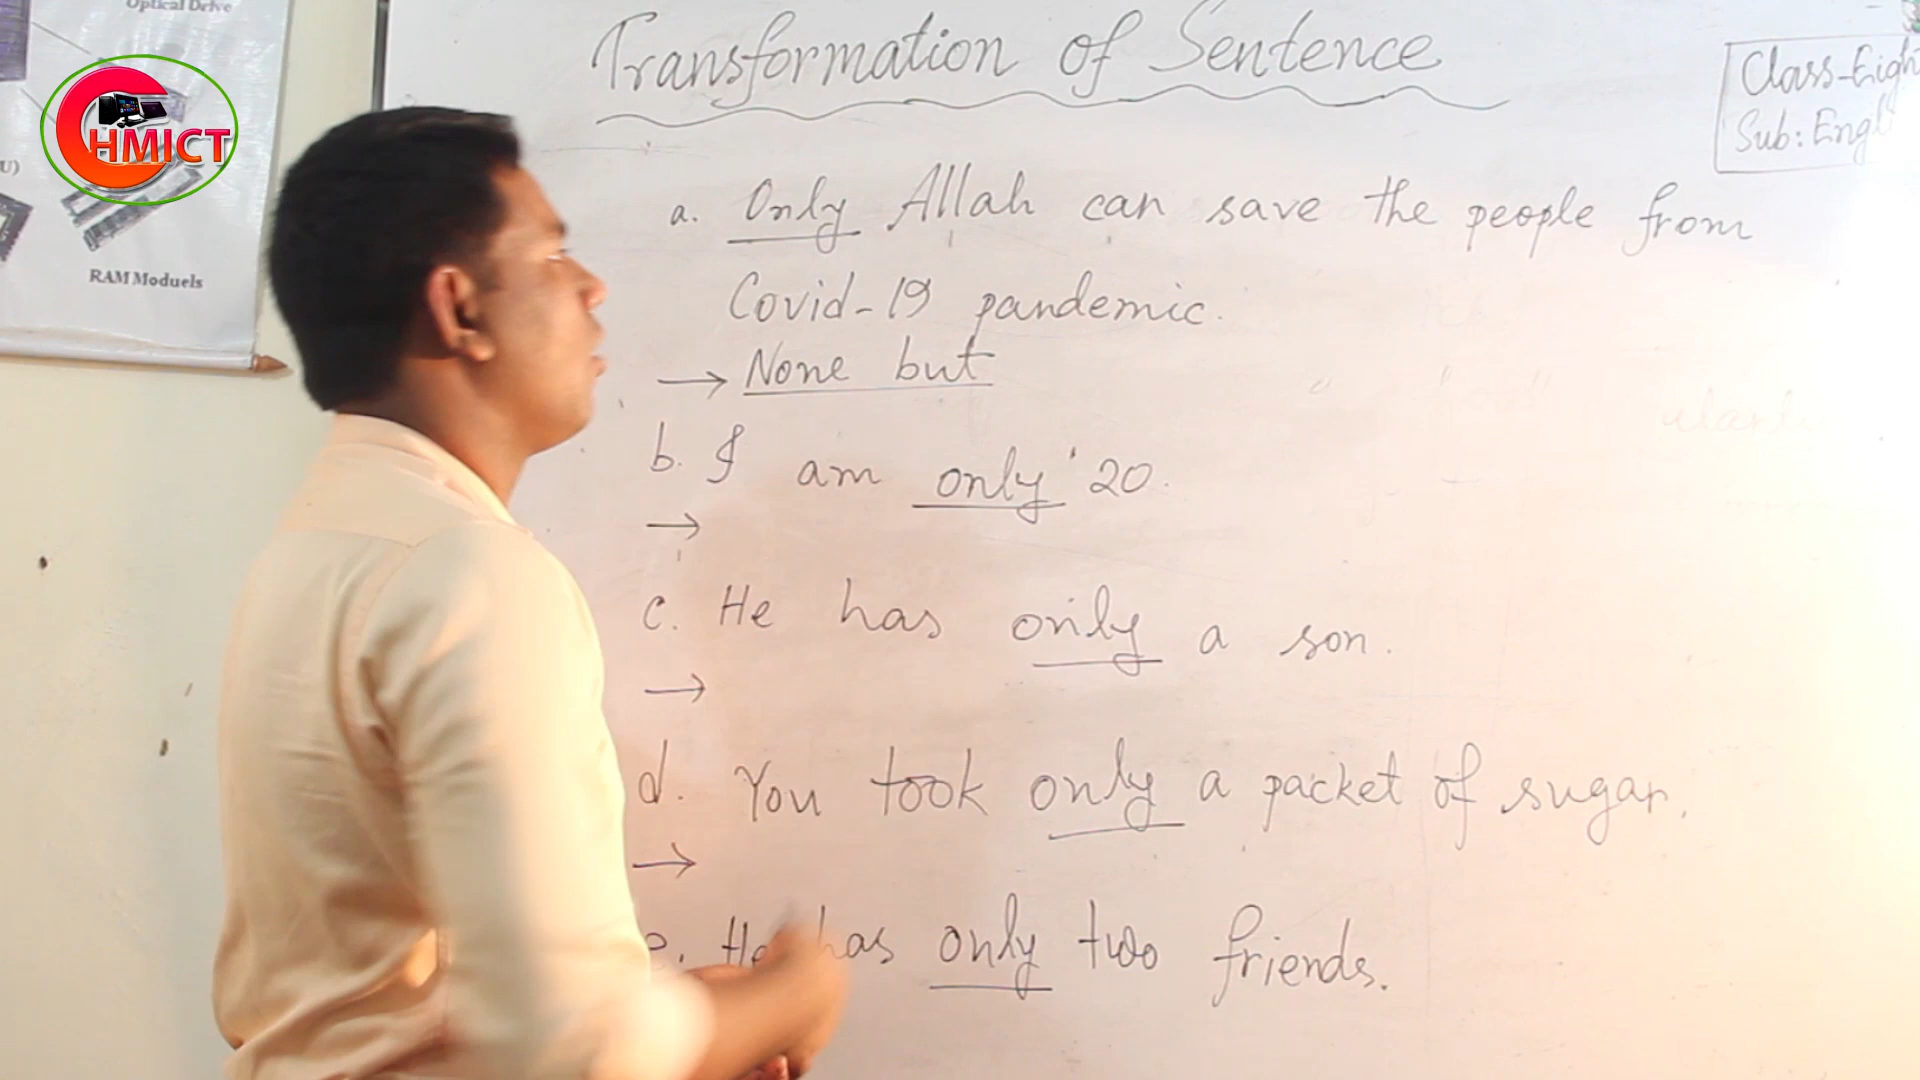 Optical Drive
CHMICT
U)
RAM Moduels
Transformation of Sentence
Class-Eigh
Sub: Engl
a. Only Allah can save the people from
Covid-19 pandemic.
→ None but
b. I am only 20.
→
c. He has only a son.
→
d. You took only a packet of sugar.
→
e. He has only two friends.